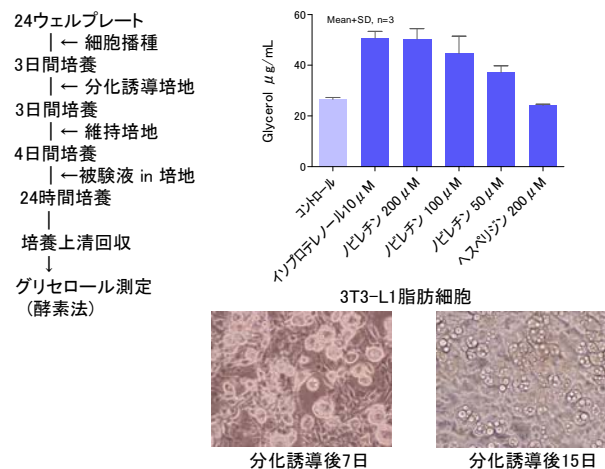 24ウェルプレート
← 細胞播種
3日間培養
← 分化誘導培地
3日間培養
← 維持培地
4日間培養
←被験液 in 培地
24時間培養
培養上清回収
↓
グリセロール測定
(酵素法)
Mean+SD, n=3
Glycerol μg/mL
60
40
20
0
コントロール
イソプロテレノール10μM
ノビレチン 200μM
ノビレチン 100μM
ノビレチン 50μM
ヘスペリジン 200μM
3T3-L1脂肪細胞
分化誘導後7日
分化誘導後15日